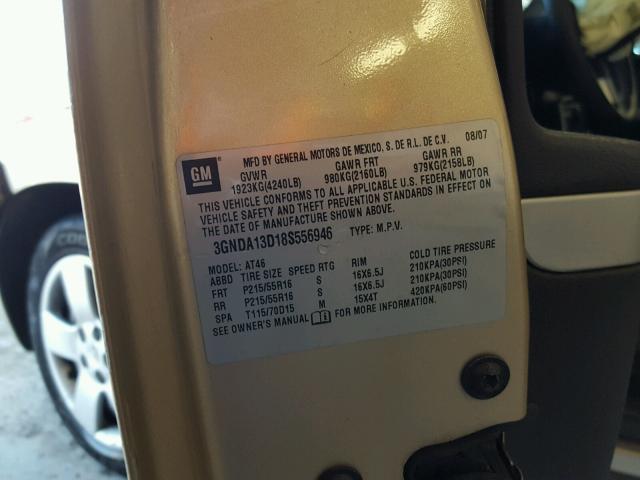 GM
MFD BY GENERAL MOTORS DE MEXICO, S. DE R.L. DE C.V. 08/07
GVWR GAWR FRT GAWR RR
1923KG(4240LB) 980KG(2160LB) 979KG(2158LB)
THIS VEHICLE CONFORMS TO ALL APPLICABLE U.S. FEDERAL MOTOR
VEHICLE SAFETY AND THEFT PREVENTION STANDARDS IN EFFECT ON
THE DATE OF MANUFACTURE SHOWN ABOVE.
3GNDA13D18S556946 TYPE: M.P.V.
MODEL: AT46
ABBD TIRE SIZE SPEED RTG RIM COLD TIRE PRESSURE
FRT P215/55R16 S 16X6.5J 210KPA(30PSI)
RR P215/55R16 S 16X6.5J 210KPA(30PSI)
SPA T115/70D15 M 15X4T 420KPA(60PSI)
SEE OWNER'S MANUAL FOR MORE INFORMATION.